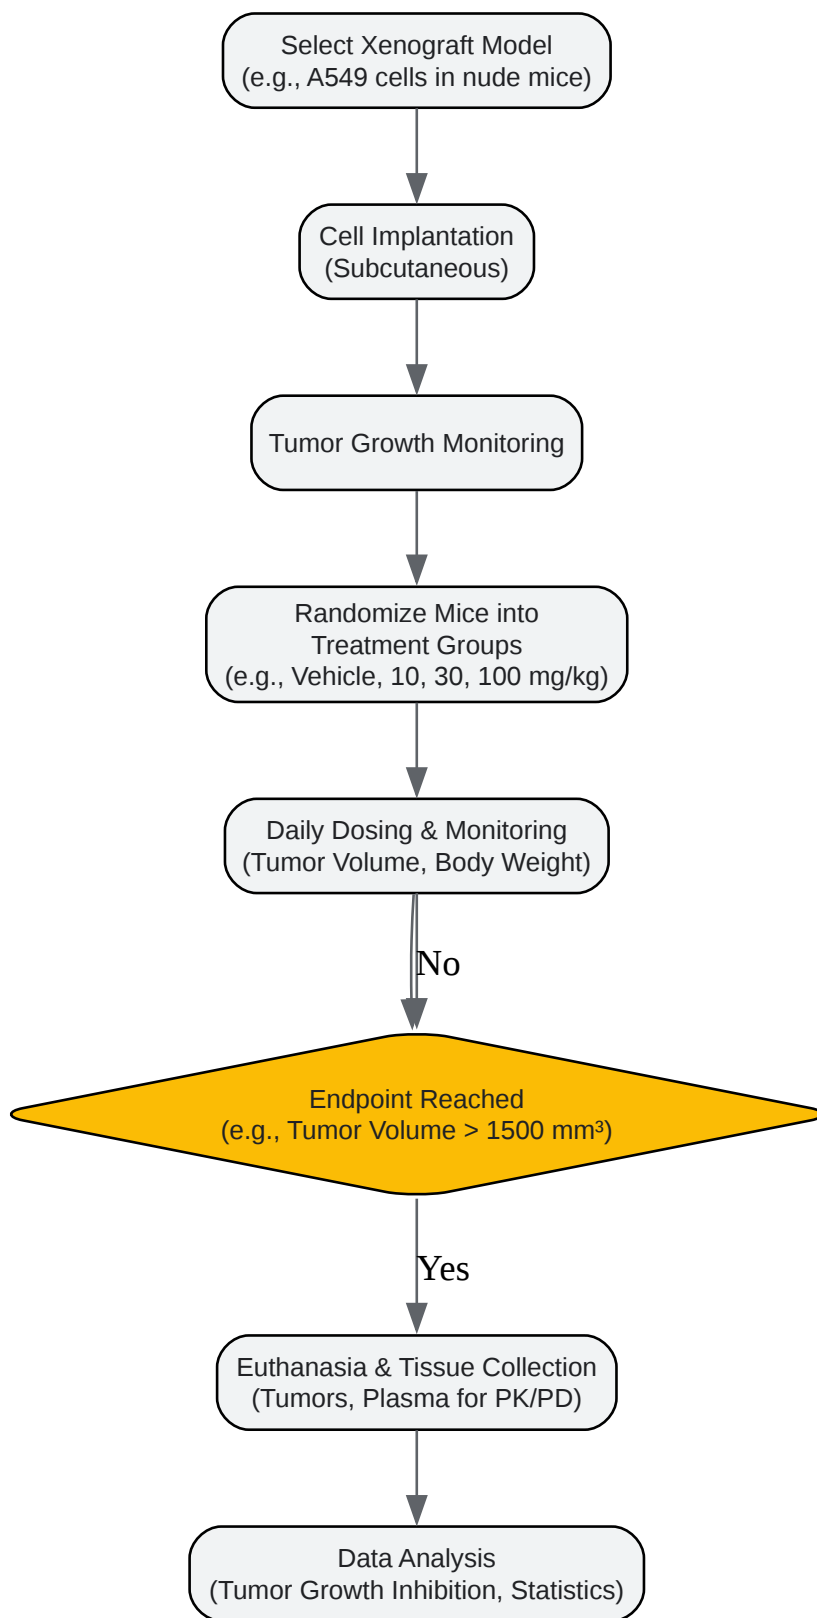 Select Xenograft Model
(e.g., A549 cells in nude mice)
Cell Implantation
(Subcutaneous)
Tumor Growth Monitoring
Randomize Mice into
Treatment Groups
(e.g., Vehicle, 10, 30, 100 mg/kg)
Daily Dosing & Monitoring
(Tumor Volume, Body Weight)
No
Endpoint Reached
(e.g., Tumor Volume > 1500 mm³)
Yes
Euthanasia & Tissue Collection
(Tumors, Plasma for PK/PD)
Data Analysis
(Tumor Growth Inhibition, Statistics)